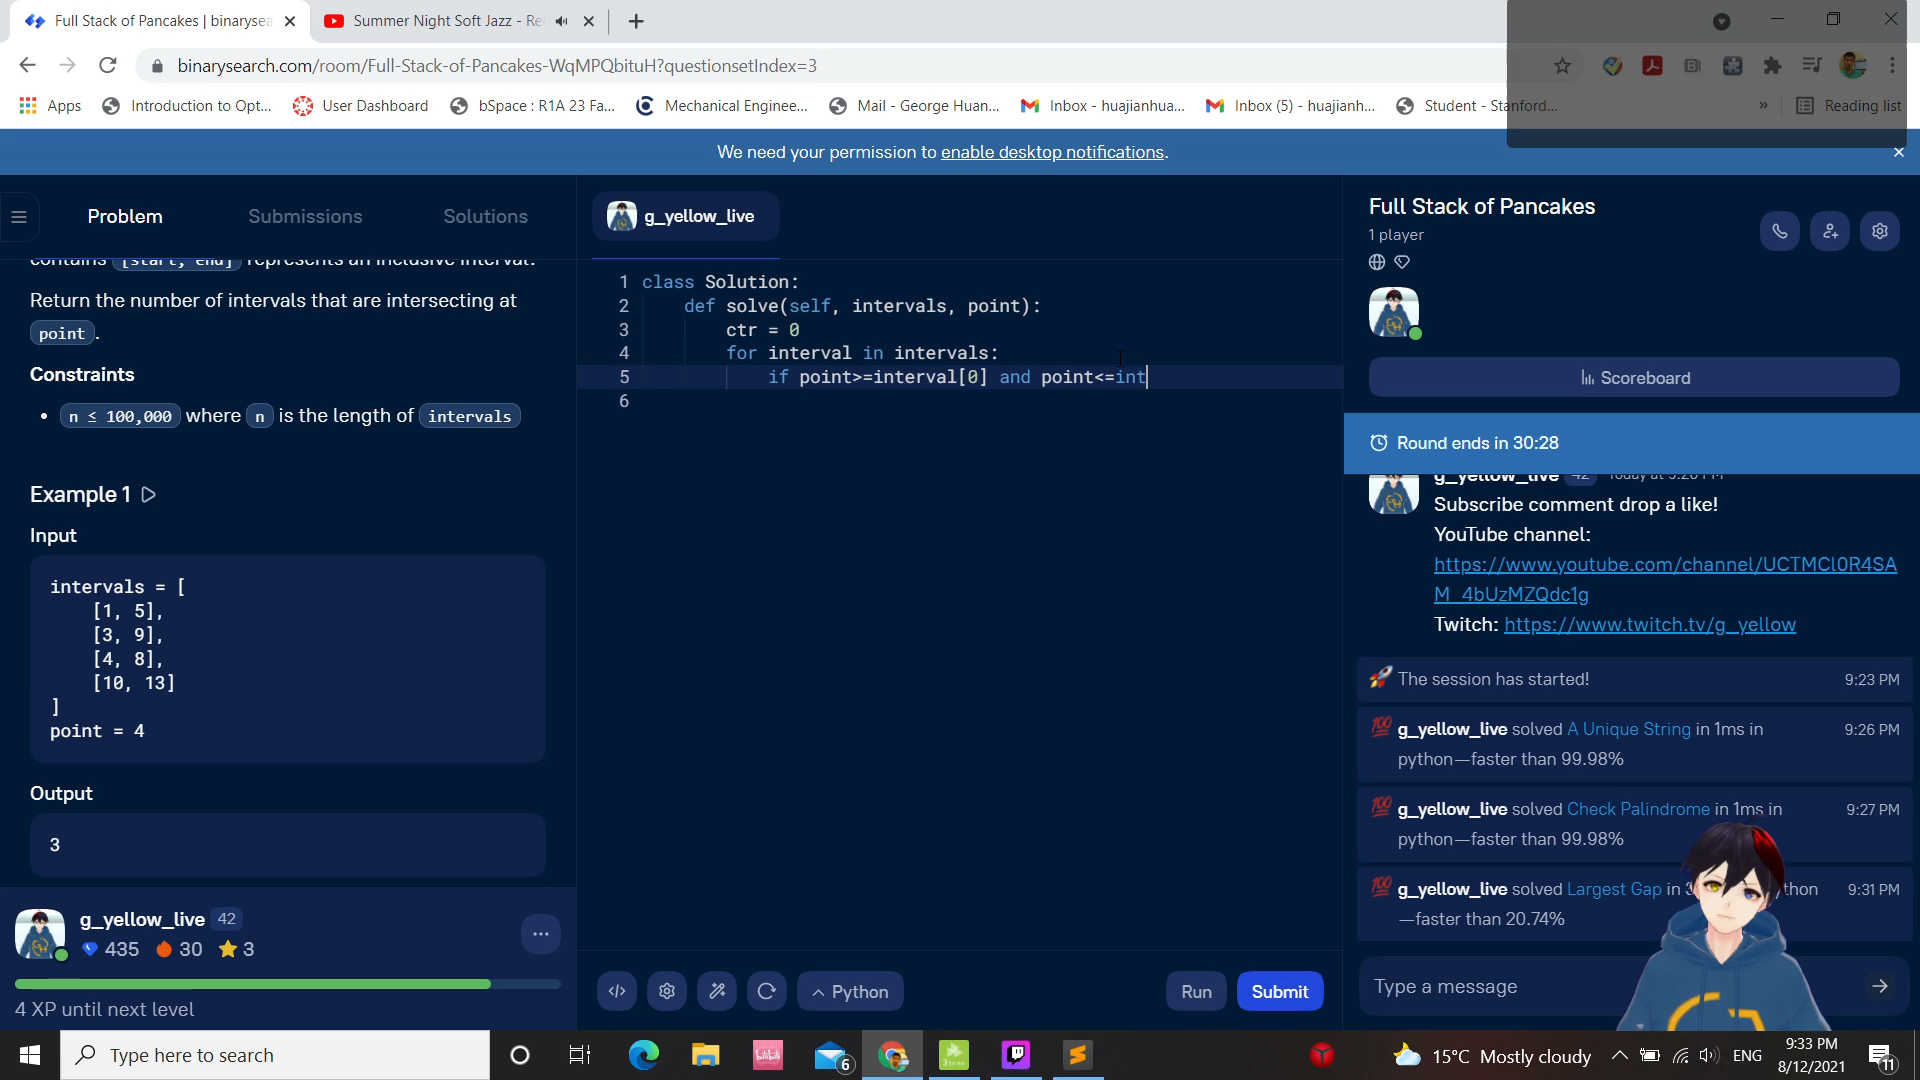 Full Stack of Pancakes | binarysea
Summer Night Soft Jazz - Re
binarysearch.com/room/Full-Stack-of-Pancakes-WqMPQbituH?questionsetIndex=3
Apps
Introduction to Opt...
User Dashboard
bSpace : R1A 23 Fa...
Mechanical Enginee...
Mail - George Huan...
Inbox - huajianhua...
Inbox (5) - huajianh...
Student - Stanford...
»
Reading list
We need your permission to enable desktop notifications.
Problem
Submissions
Solutions
contains [start, end] represents an inclusive interval.
Return the number of intervals that are intersecting at
point.
Constraints
• n ≤ 100,000 where n is the length of intervals
Example 1
Input
intervals = [
[1, 5],
[3, 9],
[4, 8],
[10, 13]
]
point = 4
Output
3
g_yellow_live 42
435 30 3
4 XP until next level
g_yellow_live
1 class Solution:
2 def solve(self, intervals, point):
3 ctr = 0
4 for interval in intervals:
5 if point>=interval[0] and point<=int
6
Python
Run
Submit
Full Stack of Pancakes
1 player
Scoreboard
Round ends in 30:28
g_yellow_live 42
Subscribe comment drop a like!
YouTube channel:
https://www.youtube.com/channel/UCTMCl0R4SA
M_4bUzMZQdc1g
Twitch: https://www.twitch.tv/g_yellow
The session has started! 9:23 PM
g_yellow_live solved A Unique String in 1ms in 9:26 PM
python—faster than 99.98%
g_yellow_live solved Check Palindrome in 1ms in 9:27 PM
python—faster than 99.98%
g_yellow_live solved Largest Gap in 9:31 PM
—faster than 20.74%
Type a message
Type here to search
6
15°C Mostly cloudy
ENG
9:33 PM
8/12/2021
11